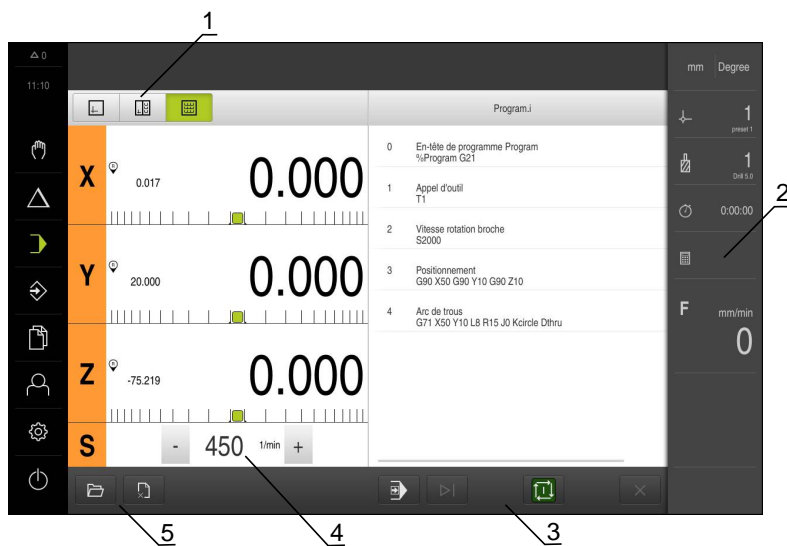 1
△ 0
11:10
mm Degree
Program.i
1
preset 1
1
Drill 5.0
0:00:00
2
F mm/min
0
X R 0.017 0.000
Y R 20.000 0.000
Z R -75.219 0.000
S - 450 1/min +
0 En-tête de programme Program
%Program G21
1 Appel d'outil
T1
2 Vitesse rotation broche
S2000
3 Positionnement
G90 X50 G90 Y10 G90 Z10
4 Arc de trous
G71 X50 Y10 L8 R15 J0 Kcircle Dthru
5
4
3